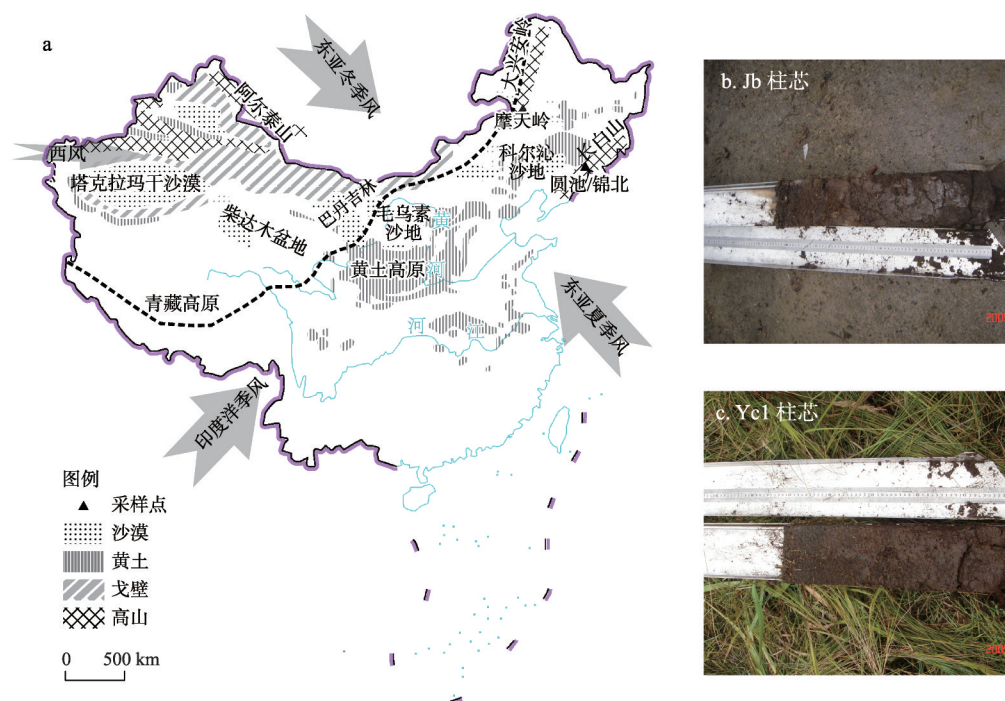 a
东亚冬季风
大兴安岭
阿尔泰山
摩天岭
长白山
西风
科尔沁
沙地
圆池/锦北
塔克拉玛干沙漠
巴丹吉林
毛乌素
沙地
黄
柴达木盆地
黄土高原
河
青藏高原
东亚夏季风
河
江
印度洋季风
图例
采样点
沙漠
黄土
戈壁
高山
0 500 km
b. Jb 柱芯
200
c. Yc1 柱芯
200